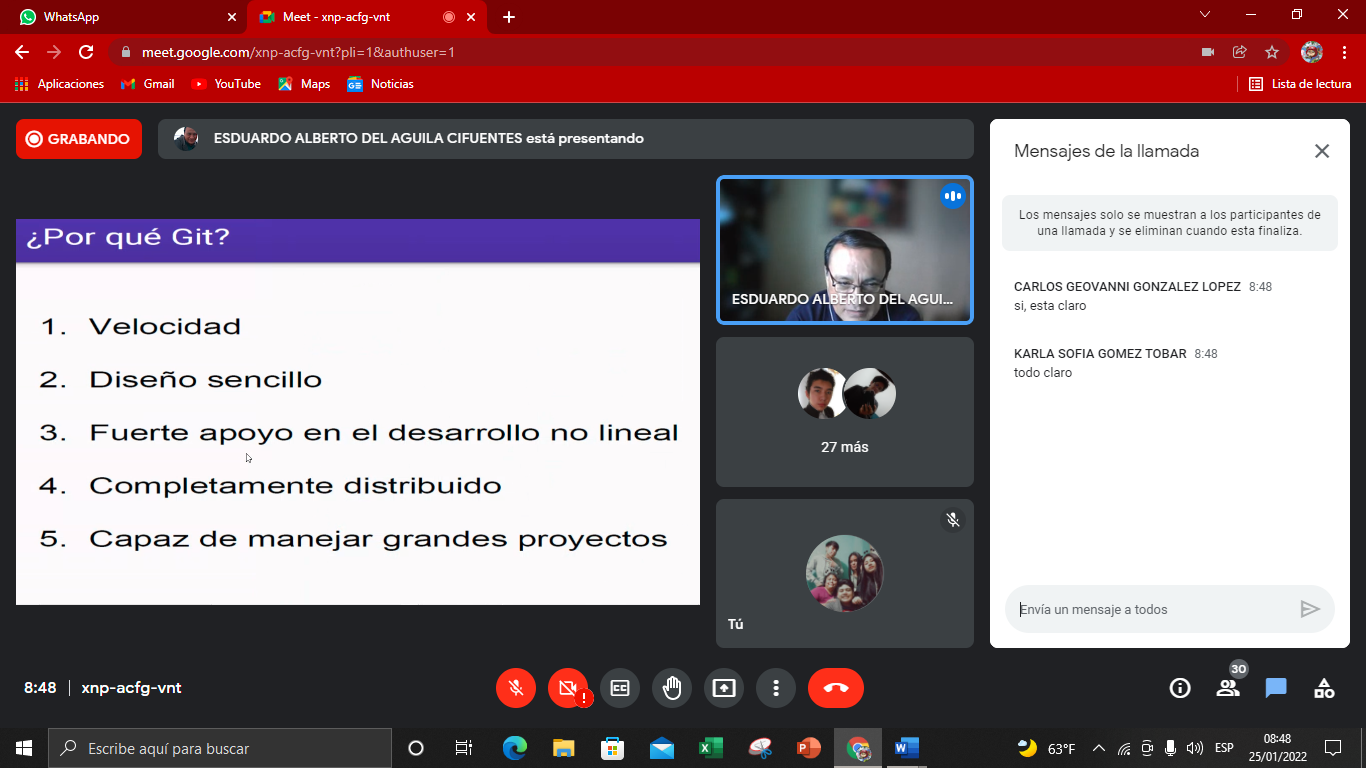 WhatsApp
Meet - xnp-acfg-vnt
meet.google.com/xnp-acfg-vnt?pli=1&authuser=1
Aplicaciones
Gmail
YouTube
Maps
Noticias
Lista de lectura
GRABANDO
ESDUARDO ALBERTO DEL AGUILA CIFUENTES está presentando
¿Por qué Git?
1. Velocidad
2. Diseño sencillo
3. Fuerte apoyo en el desarrollo no lineal
4. Completamente distribuido
5. Capaz de manejar grandes proyectos
ESDUARDO ALBERTO DEL AGUI...
27 más
Tú
Mensajes de la llamada
Los mensajes solo se muestran a los participantes de
una llamada y se eliminan cuando esta finaliza.
CARLOS GEOVANNI GONZALEZ LOPEZ 8:48
si, esta claro
KARLA SOFIA GOMEZ TOBAR 8:48
todo claro
Envía un mensaje a todos
8:48 | xnp-acfg-vnt
30
Escribe aquí para buscar
63°F
ESP
08:48
25/01/2022